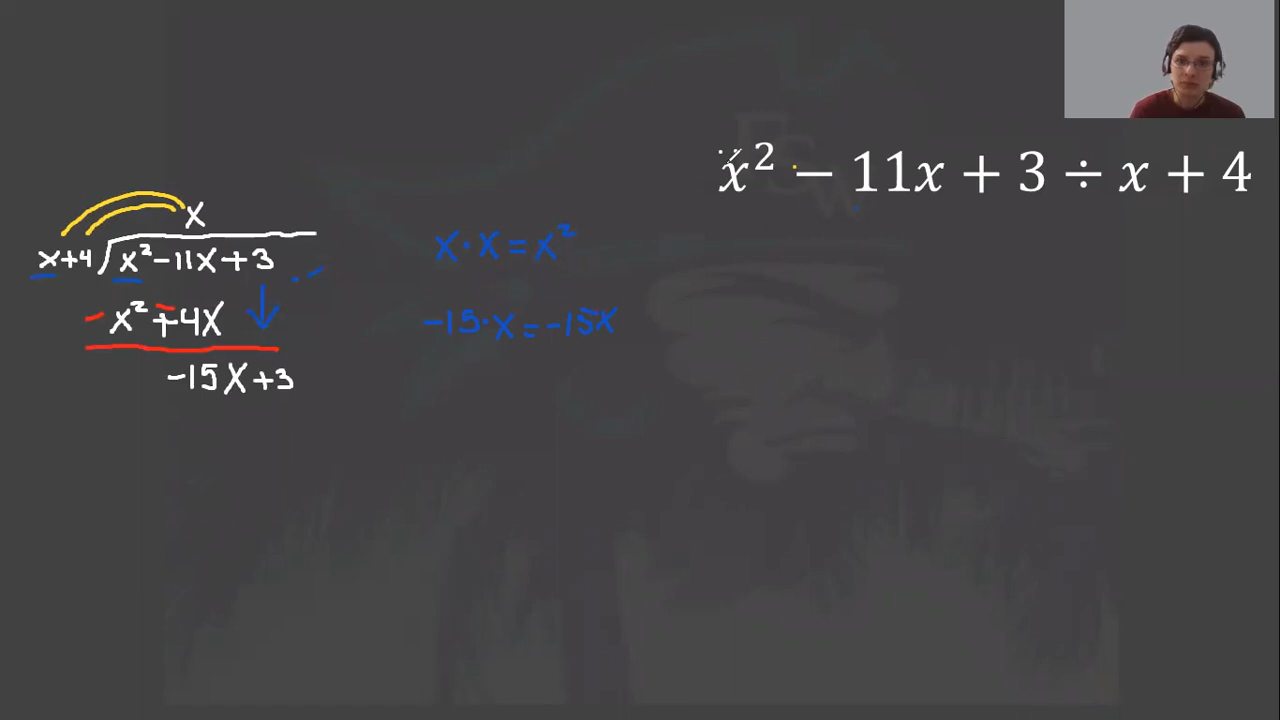 x² − 11x + 3 ÷ x + 4
x
x+4 x²-11x+3
x²+4x
-15x+3
x·x=x²
-15·x=-15x